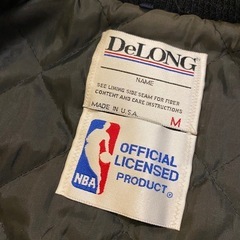 DeLONG
NAME
SEE LINING SIDE SEAM FOR FIBER
CONTENT AND CARE INSTRUCTIONS
MADE IN U.S.A. M
OFFICIAL
LICENSED
PRODUCT®
NBA